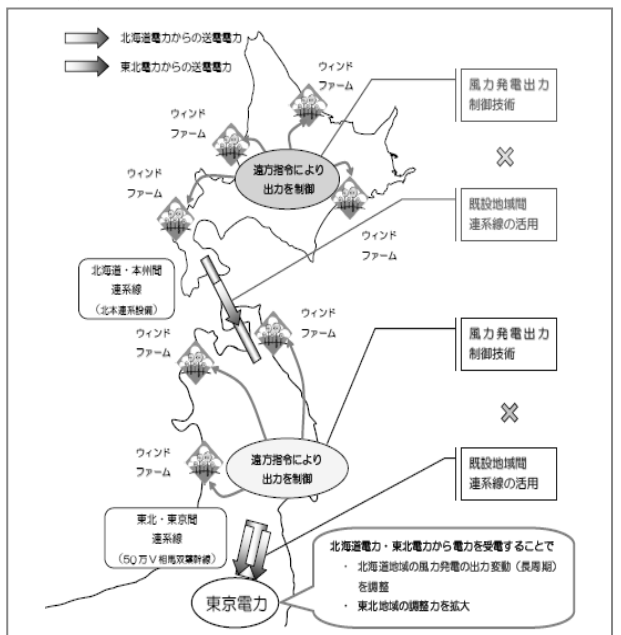 北海道電力からの送電電力
東北電力からの送電電力
ウィンド
ファーム
風力発電出力
制御技術
ウィンド
ファーム
ウィンド
ファーム
遠方指令により
出力を制御
既設地域間
連系線の活用
ウィンド
ファーム
北海道・本州間
連系線
(北本連系設備)
ウィンド
ファーム
ウィンド
ファーム
風力発電出力
制御技術
ウィンド
ファーム
遠方指令により
出力を制御
既設地域間
連系線の活用
東北・東京間
連系線
(50万V相馬双葉幹線)
北海道電力・東北電力から電力を受電することで
・ 北海道地域の風力発電の出力変動(長周期)
を調整
・ 東北地域の調整力を拡大
東京電力